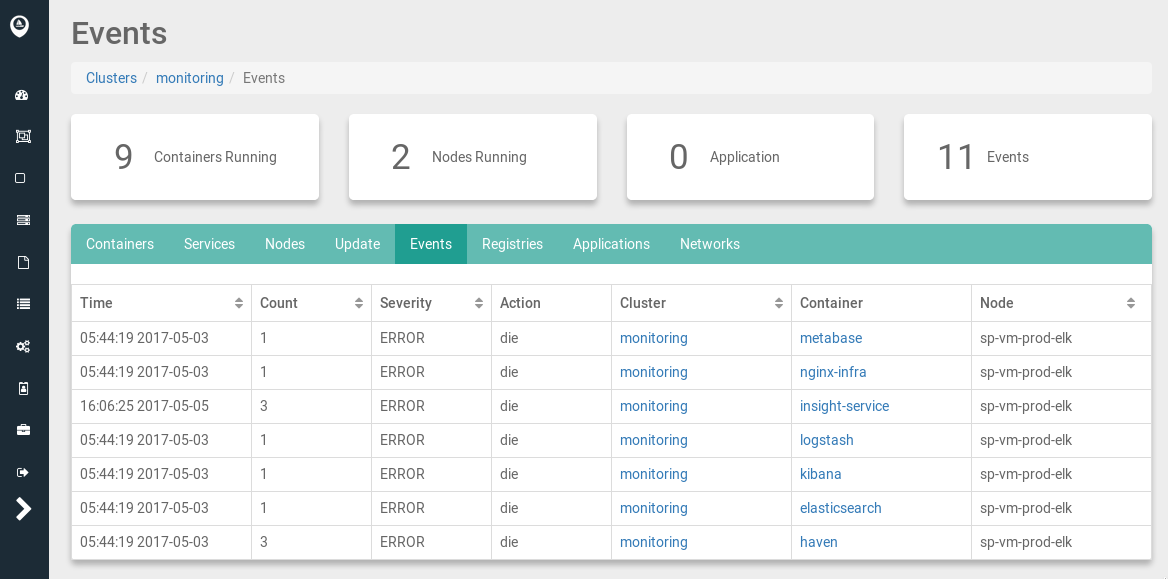 Events
Clusters / monitoring / Events
9 Containers Running 2 Nodes Running 0 Application 11 Events
Containers Services Nodes Update Events Registries Applications Networks
Time Count Severity Action Cluster Container Node
05:44:19 2017-05-03 1 ERROR die monitoring metabase sp-vm-prod-elk
05:44:19 2017-05-03 1 ERROR die monitoring nginx-infra sp-vm-prod-elk
16:06:25 2017-05-05 3 ERROR die monitoring insight-service sp-vm-prod-elk
05:44:19 2017-05-03 1 ERROR die monitoring logstash sp-vm-prod-elk
05:44:19 2017-05-03 1 ERROR die monitoring kibana sp-vm-prod-elk
05:44:19 2017-05-03 1 ERROR die monitoring elasticsearch sp-vm-prod-elk
05:44:19 2017-05-03 3 ERROR die monitoring haven sp-vm-prod-elk